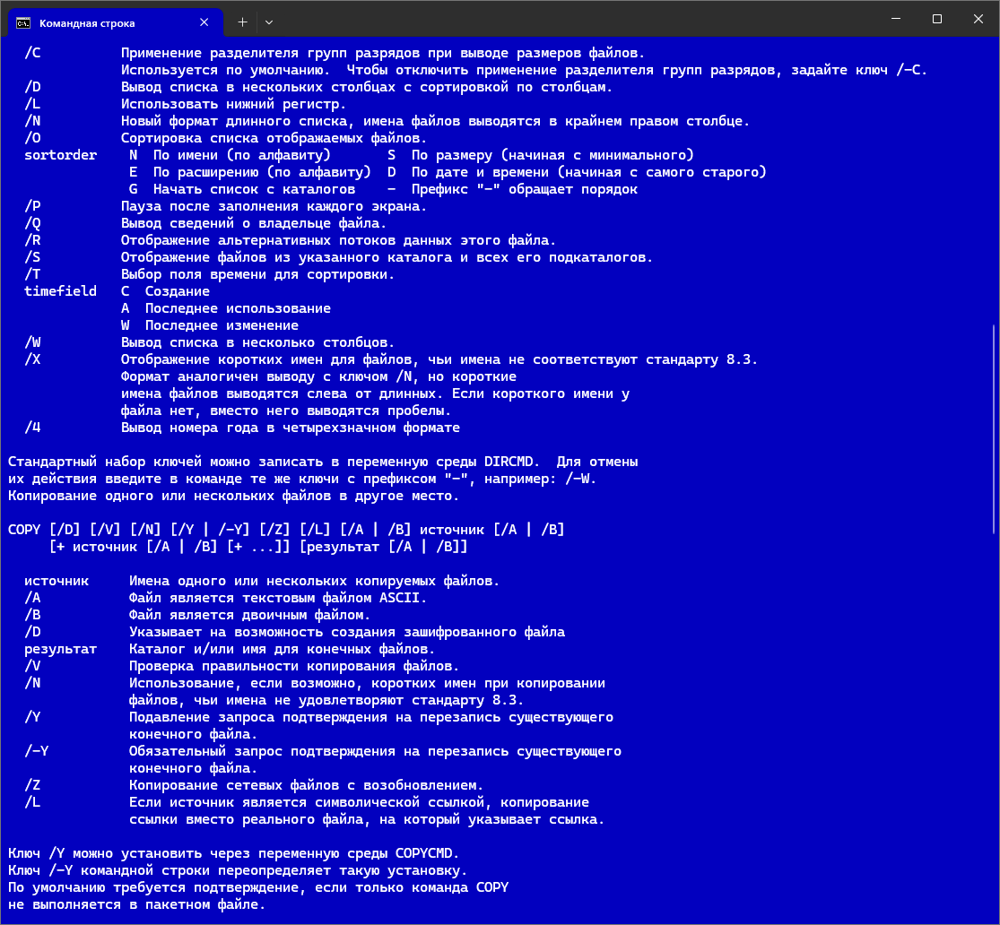 Командная строка
/C Применение разделителя групп разрядов при выводе размеров файлов.
Используется по умолчанию. Чтобы отключить применение разделителя групп разрядов, задайте ключ /-C.
/D Вывод списка в нескольких столбцах с сортировкой по столбцам.
/L Использовать нижний регистр.
/N Новый формат длинного списка, имена файлов выводятся в крайнем правом столбце.
/O Сортировка списка отображаемых файлов.
sortorder N По имени (по алфавиту) S По размеру (начиная с минимального)
E По расширению (по алфавиту) D По дате и времени (начиная с самого старого)
G Начать список с каталогов - Префикс "-" обращает порядок
/P Пауза после заполнения каждого экрана.
/Q Вывод сведений о владельце файла.
/R Отображение альтернативных потоков данных этого файла.
/S Отображение файлов из указанного каталога и всех его подкаталогов.
/T Выбор поля времени для сортировки.
timefield C Создание
A Последнее использование
W Последнее изменение
/W Вывод списка в несколько столбцов.
/X Отображение коротких имен для файлов, чьи имена не соответствуют стандарту 8.3.
Формат аналогичен выводу с ключом /N, но короткие
имена файлов выводятся слева от длинных. Если короткого имени у
файла нет, вместо него выводятся пробелы.
/4 Вывод номера года в четырехзначном формате
Стандартный набор ключей можно записать в переменную среды DIRCMD. Для отмены
их действия введите в команде те же ключи с префиксом "-", например: /-W.
Копирование одного или нескольких файлов в другое место.
COPY [/D] [/V] [/N] [/Y | /-Y] [/Z] [/L] [/A | /B] источник [/A | /B]
[+ источник [/A | /B] [+ ...]] [результат [/A | /B]]
источник Имена одного или нескольких копируемых файлов.
/A Файл является текстовым файлом ASCII.
/B Файл является двоичным файлом.
/D Указывает на возможность создания зашифрованного файла
результат Каталог и/или имя для конечных файлов.
/V Проверка правильности копирования файлов.
/N Использование, если возможно, коротких имен при копировании
файлов, чьи имена не удовлетворяют стандарту 8.3.
/Y Подавление запроса подтверждения на перезапись существующего
конечного файла.
/-Y Обязательный запрос подтверждения на перезапись существующего
конечного файла.
/Z Копирование сетевых файлов с возобновлением.
/L Если источник является символической ссылкой, копирование
ссылки вместо реального файла, на который указывает ссылка.
Ключ /Y можно установить через переменную среды COPYCMD.
Ключ /-Y командной строки переопределяет такую установку.
По умолчанию требуется подтверждение, если только команда COPY
не выполняется в пакетном файле.